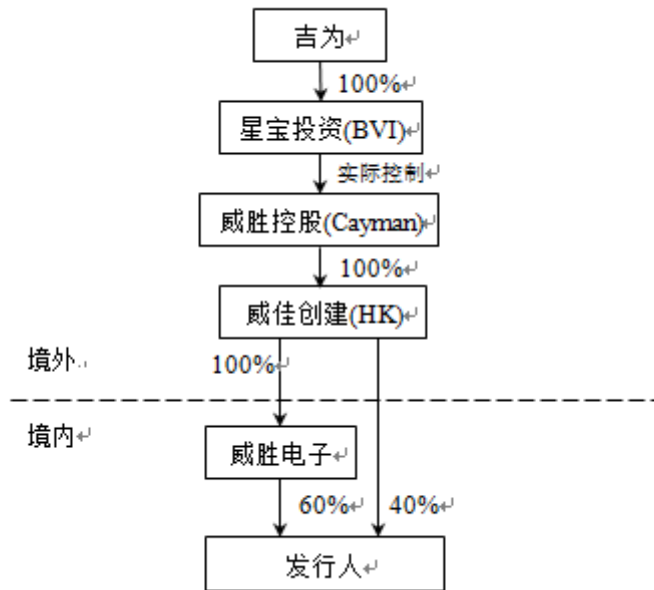 吉为
100%
星宝投资(BVI)
实际控制
威胜控股(Cayman)
100%
威佳创建(HK)
境外
100%
境内
威胜电子
60%
40%
发行人